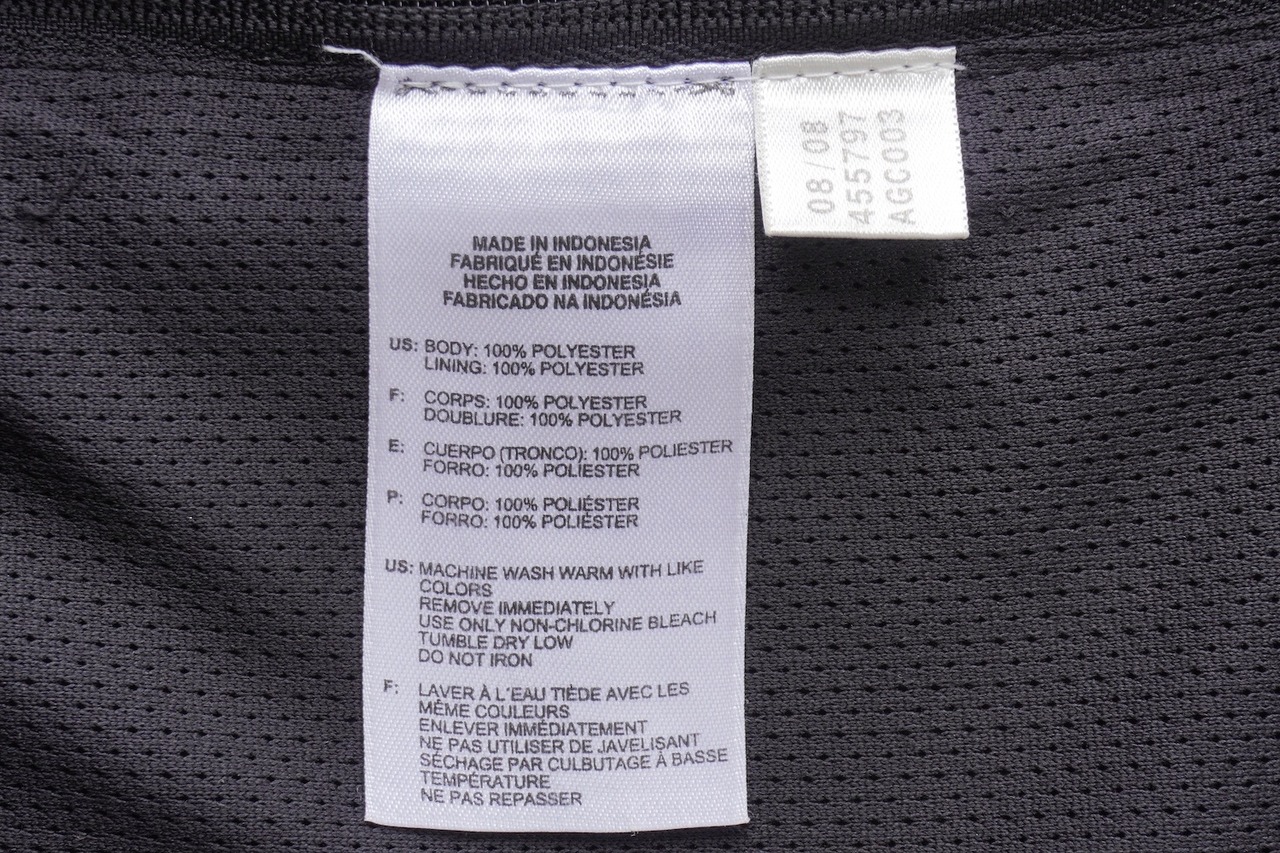 MADE IN INDONESIA
FABRIQUÉ EN INDONÉSIE
HECHO EN INDONESIA
FABRICADO NA INDONÉSIA
US: BODY: 100% POLYESTER
LINING: 100% POLYESTER
F: CORPS: 100% POLYESTER
DOUBLURE: 100% POLYESTER
E: CUERPO (TRONCO): 100% POLIESTER
FORRO: 100% POLIESTER
P: CORPO: 100% POLIÉSTER
FORRO: 100% POLIÉSTER
US: MACHINE WASH WARM WITH LIKE
COLORS
REMOVE IMMEDIATELY
USE ONLY NON-CHLORINE BLEACH
TUMBLE DRY LOW
DO NOT IRON
F: LAVER À L'EAU TIÈDE AVEC LES
MÊME COULEURS
ENLEVER IMMÉDIATEMENT
NE PAS UTILISER DE JAVELISANT
SÉCHAGE PAR CULBUTAGE À BASSE
TEMPÉRATURE
NE PAS REPASSER
08/08
455797
AGC003